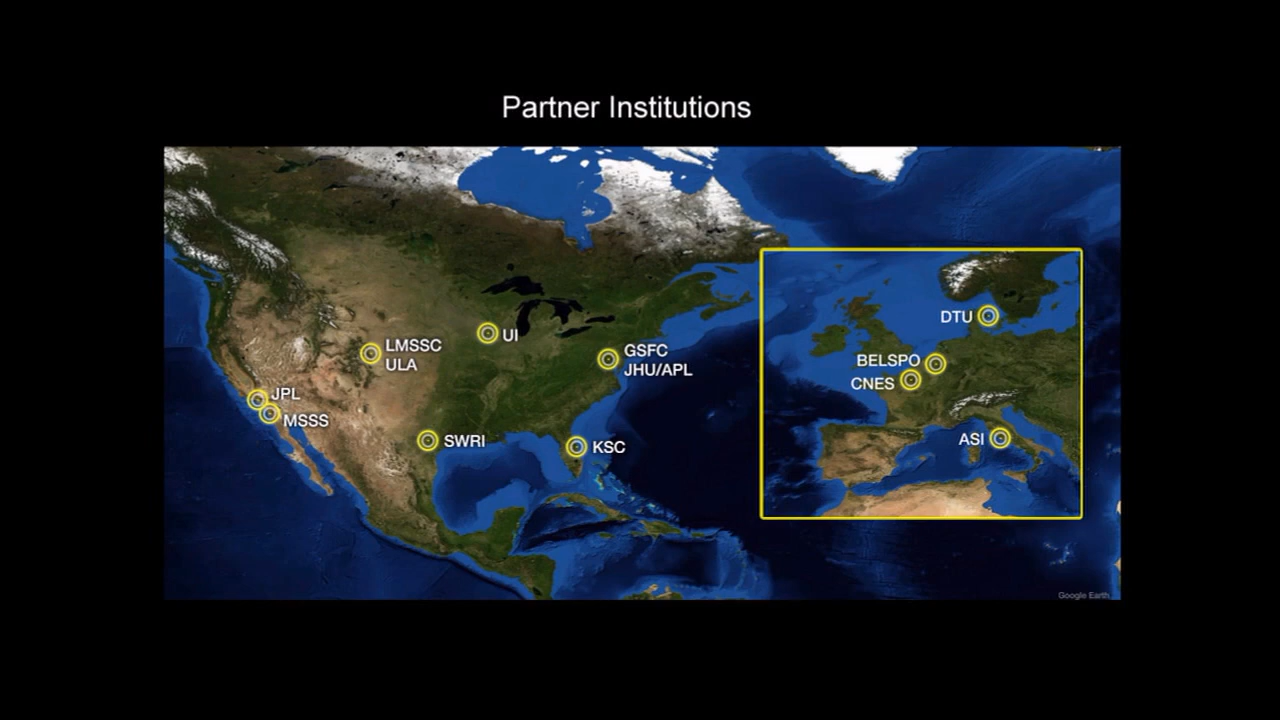 Partner Institutions
LMSSC
ULA
UI
GSFC
JHU/APL
JPL
MSSS
SWRI
KSC
DTU
BELSPO
CNES
ASI
Google Earth